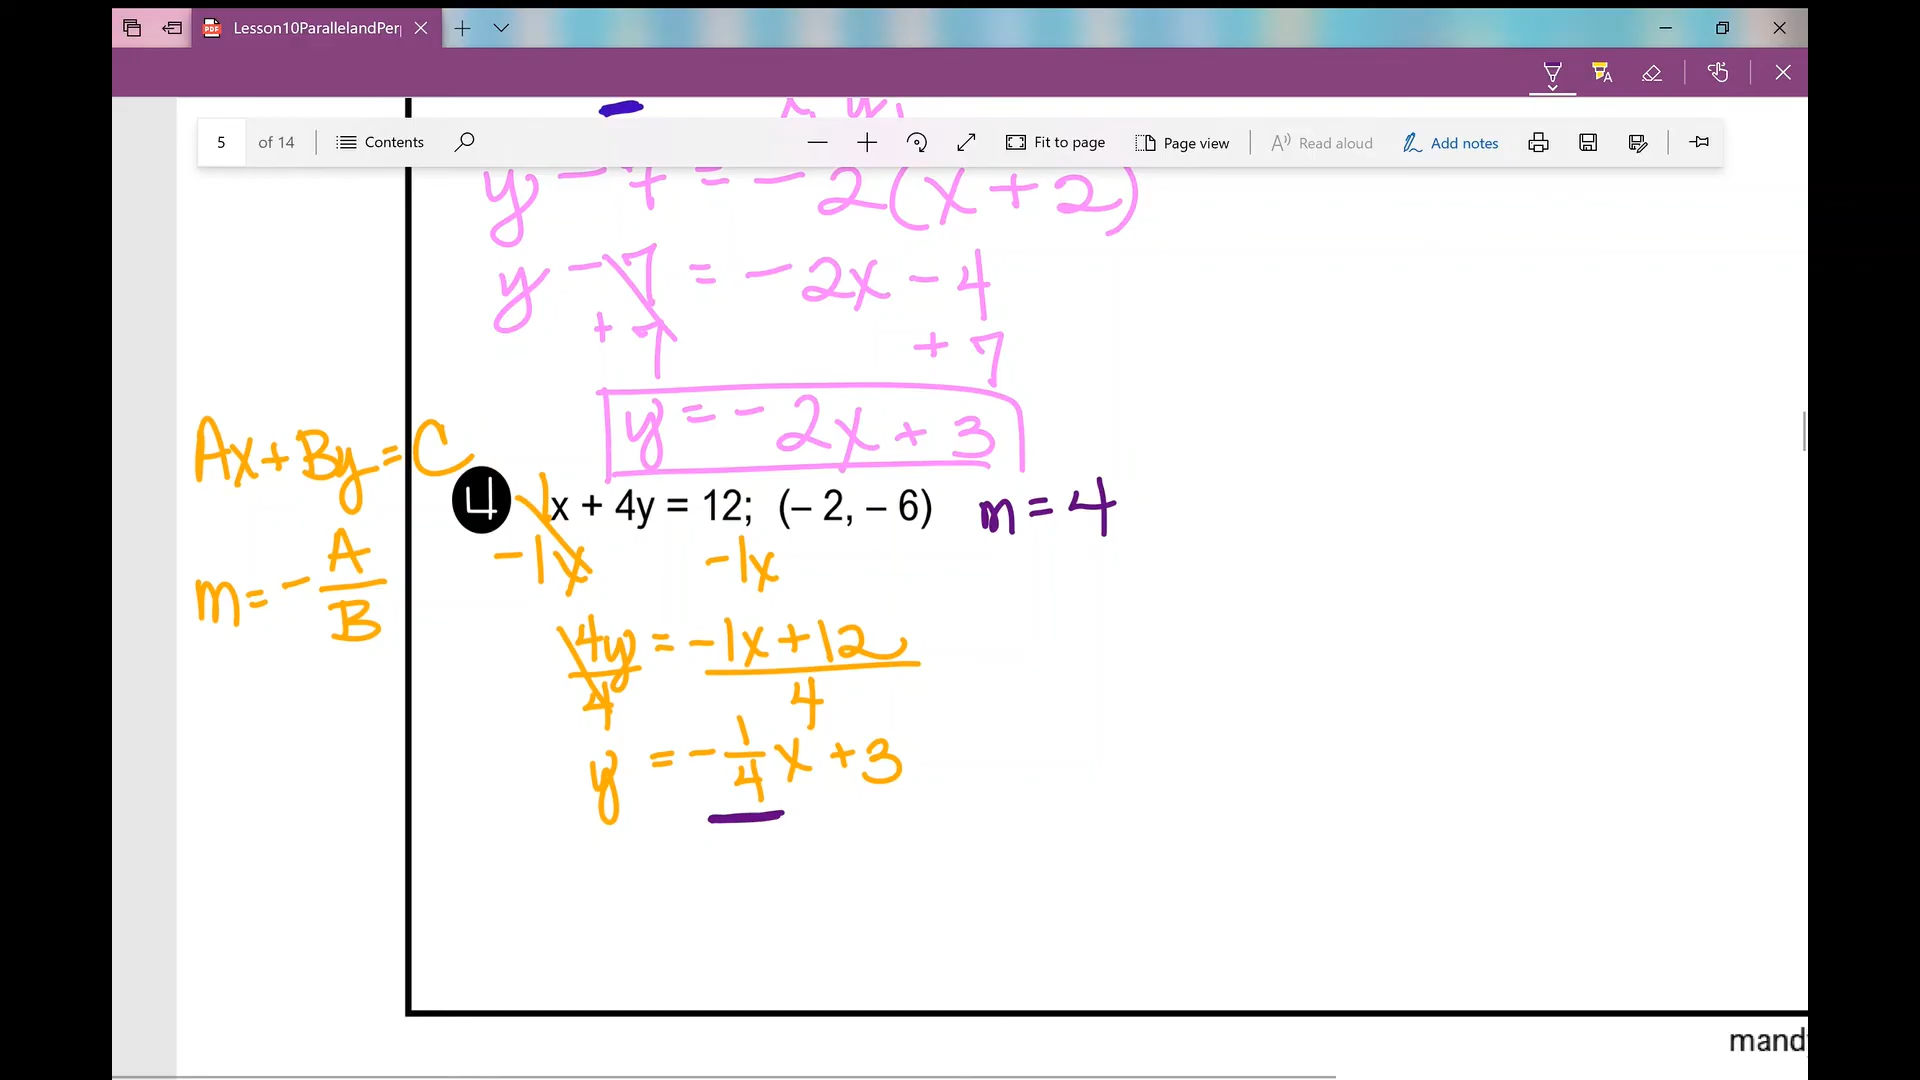 Lesson10ParallelandPer
5 of 14 Contents Fit to page Page view Read aloud Add notes
y - 7 = - 2(x + 2)
y - 7 = - 2x - 4
+ 7 + 7
y = - 2x + 3
Ax + By = C
4 1x + 4y = 12; (– 2, – 6) m = 4
-1x -1x
m = - A/B
4y/4 = -1x + 12/4
y = - 1/4 x + 3